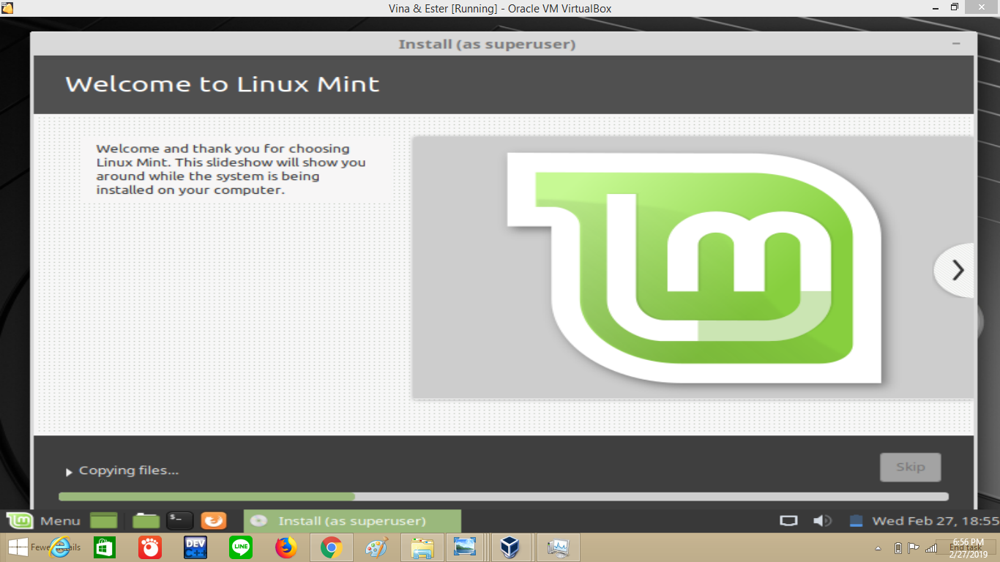 Vina & Ester [Running] - Oracle VM VirtualBox
Install (as superuser)
Welcome to Linux Mint
Welcome and thank you for choosing
Linux Mint. This slideshow will show you
around while the system is being
installed on your computer.
Copying files...
Skip
Menu
$-
Install (as superuser)
Wed Feb 27, 18:55
Fewer details
DEV
C++
LINE
6:56 PM
End task
2/27/2019